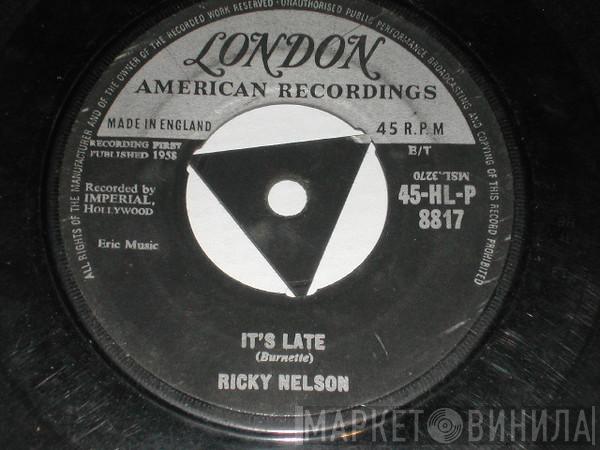 ALL RIGHTS OF THE MANUFACTURER AND OF THE OWNER OF THE RECORDED WORK RESERVED · UNAUTHORISED PUBLIC PERFORMANCE BROADCASTING AND COPYING OF THIS RECORD PROHIBITED
LONDON
AMERICAN RECORDINGS
MADE IN ENGLAND
45 R.P.M
RECORDING FIRST
PUBLISHED 1958
B/T
MSL.3270
Recorded by
IMPERIAL,
HOLLYWOOD
45-HL-P
8817
Eric Music
IT'S LATE
(Burnette)
RICKY NELSON
МАРКЕТ ВИНИЛА